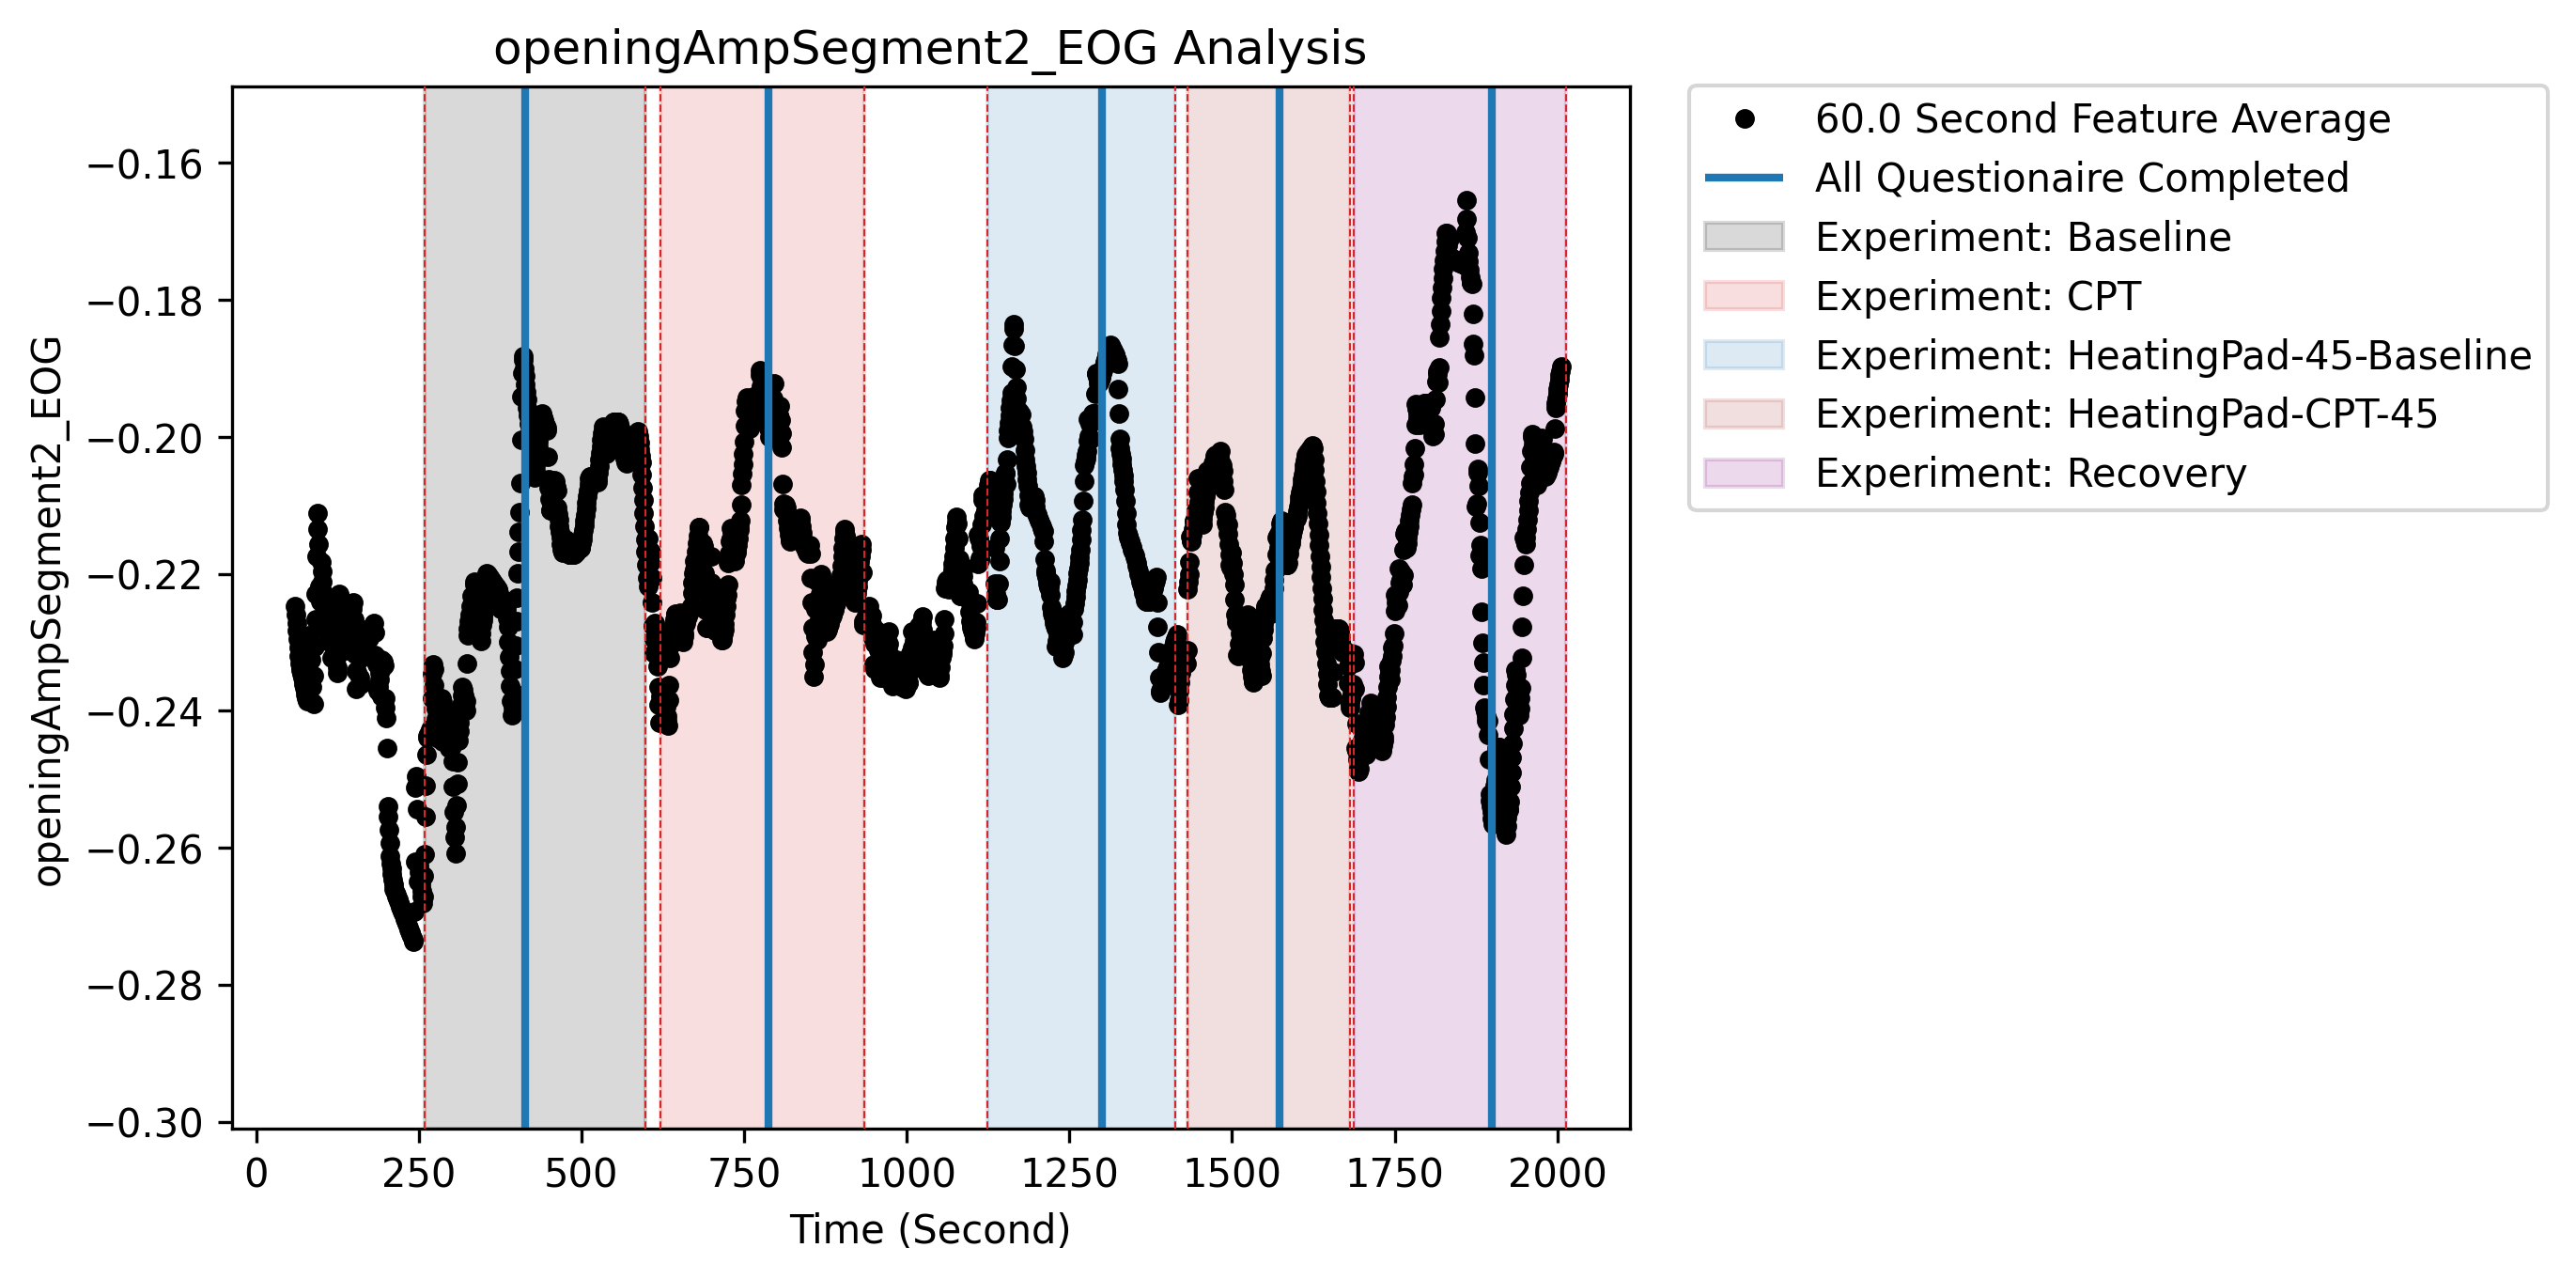 openingAmpSegment2_EOG Analysis
openingAmpSegment2_EOG
−0.16
−0.18
−0.20
−0.22
−0.24
−0.26
−0.28
−0.30
0
250
500
750
1000
1250
1500
1750
2000
Time (Second)
60.0 Second Feature Average
All Questionaire Completed
Experiment: Baseline
Experiment: CPT
Experiment: HeatingPad-45-Baseline
Experiment: HeatingPad-CPT-45
Experiment: Recovery